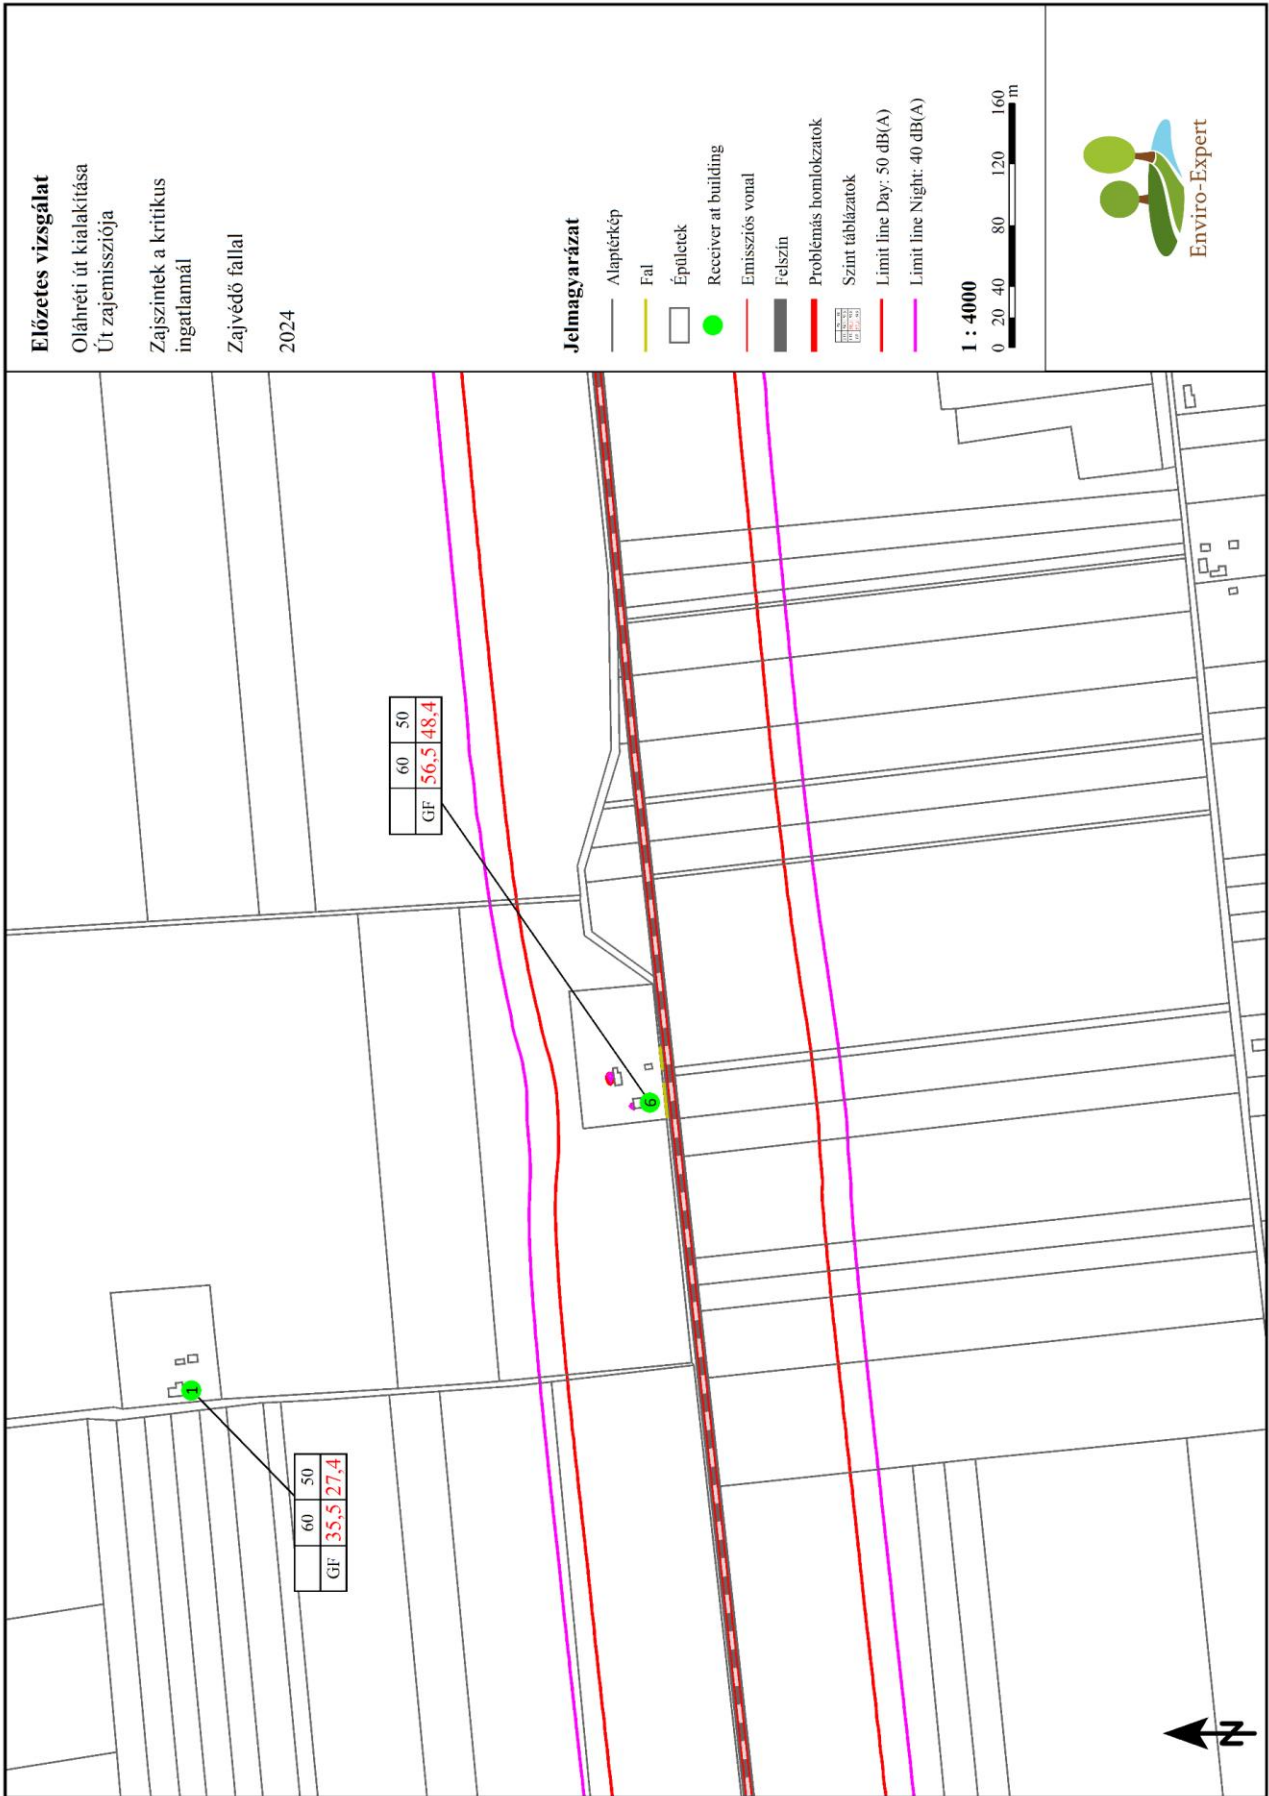 Előzetes vizsgálat
Oláhréti út kialakítása
Út zajemissziója
Zajszintek a kritikus
ingatlannál
Zajvédő fallal
2024
Jelmagyarázat
Alaptérkép
Fal
Épületek
Receiver at building
Emissziós vonal
Felszín
Problémás homlokzatok
Szint táblázatok
Limit line Day: 50 dB(A)
Limit line Night: 40 dB(A)
1 : 4000
0 20 40 80 120 160
m
Enviro-Expert
60 50
GF 56,5 48,4
6
1
60 50
GF 35,5 27,4
N